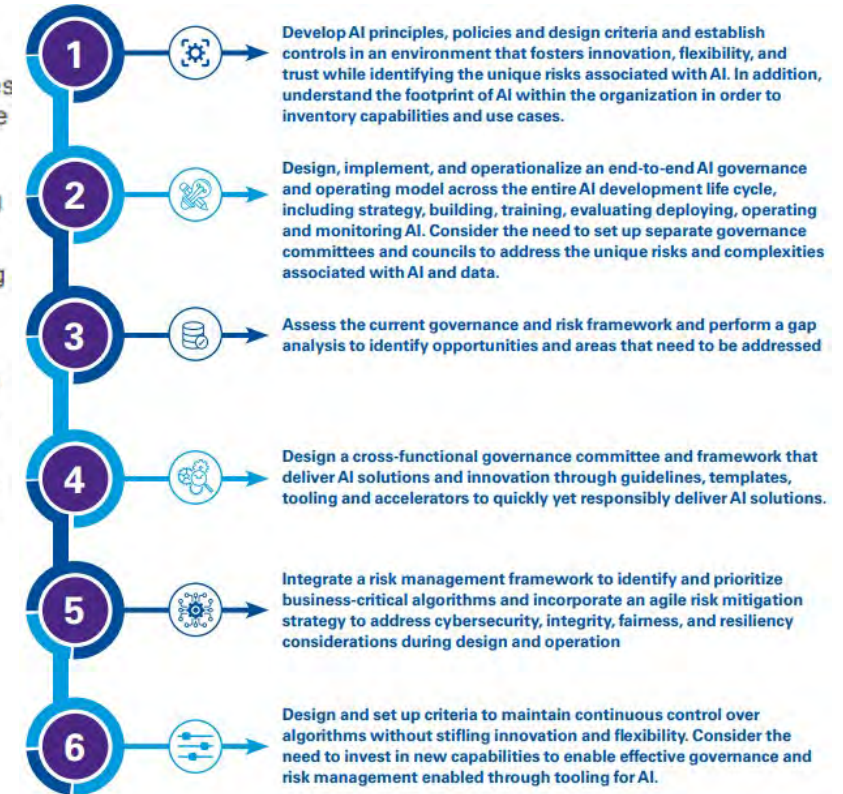 1
Develop AI principles, policies and design criteria and establish
controls in an environment that fosters innovation, flexibility, and
trust while identifying the unique risks associated with AI. In addition,
understand the footprint of AI within the organization in order to
inventory capabilities and use cases.
2
Design, implement, and operationalize an end-to-end AI governance
and operating model across the entire AI development life cycle,
including strategy, building, training, evaluating deploying, operating
and monitoring AI. Consider the need to set up separate governance
committees and councils to address the unique risks and complexities
associated with AI and data.
3
Assess the current governance and risk framework and perform a gap
analysis to identify opportunities and areas that need to be addressed
4
Design a cross-functional governance committee and framework that
deliver AI solutions and innovation through guidelines, templates,
tooling and accelerators to quickly yet responsibly deliver AI solutions.
5
Integrate a risk management framework to identify and prioritize
business-critical algorithms and incorporate an agile risk mitigation
strategy to address cybersecurity, integrity, fairness, and resiliency
considerations during design and operation
6
Design and set up criteria to maintain continuous control over
algorithms without stifling innovation and flexibility. Consider the
need to invest in new capabilities to enable effective governance and
risk management enabled through tooling for AI.